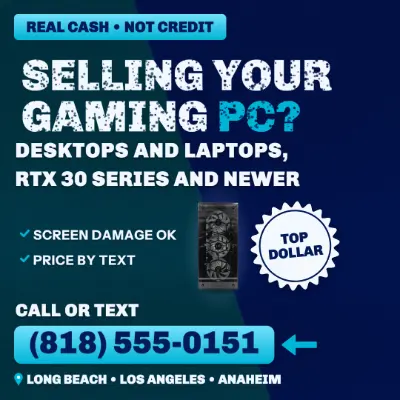 REAL CASH • NOT CREDIT
SELLING YOUR
GAMING PC?
DESKTOPS AND LAPTOPS,
RTX 30 SERIES AND NEWER
SCREEN DAMAGE OK
PRICE BY TEXT
TOP
DOLLAR
CALL OR TEXT
(818) 555-0151
LONG BEACH • LOS ANGELES • ANAHEIM